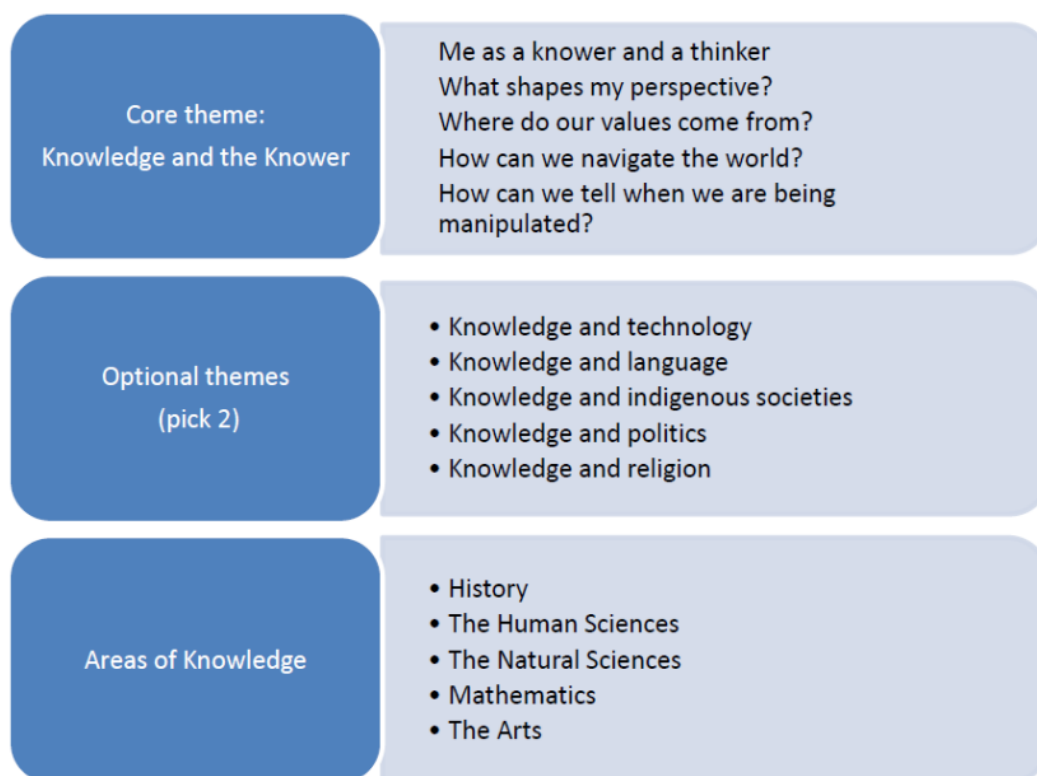 Core theme:
Knowledge and the Knower
Me as a knower and a thinker
What shapes my perspective?
Where do our values come from?
How can we navigate the world?
How can we tell when we are being
manipulated?
Optional themes
(pick 2)
• Knowledge and technology
• Knowledge and language
• Knowledge and indigenous societies
• Knowledge and politics
• Knowledge and religion
Areas of Knowledge
• History
• The Human Sciences
• The Natural Sciences
• Mathematics
• The Arts